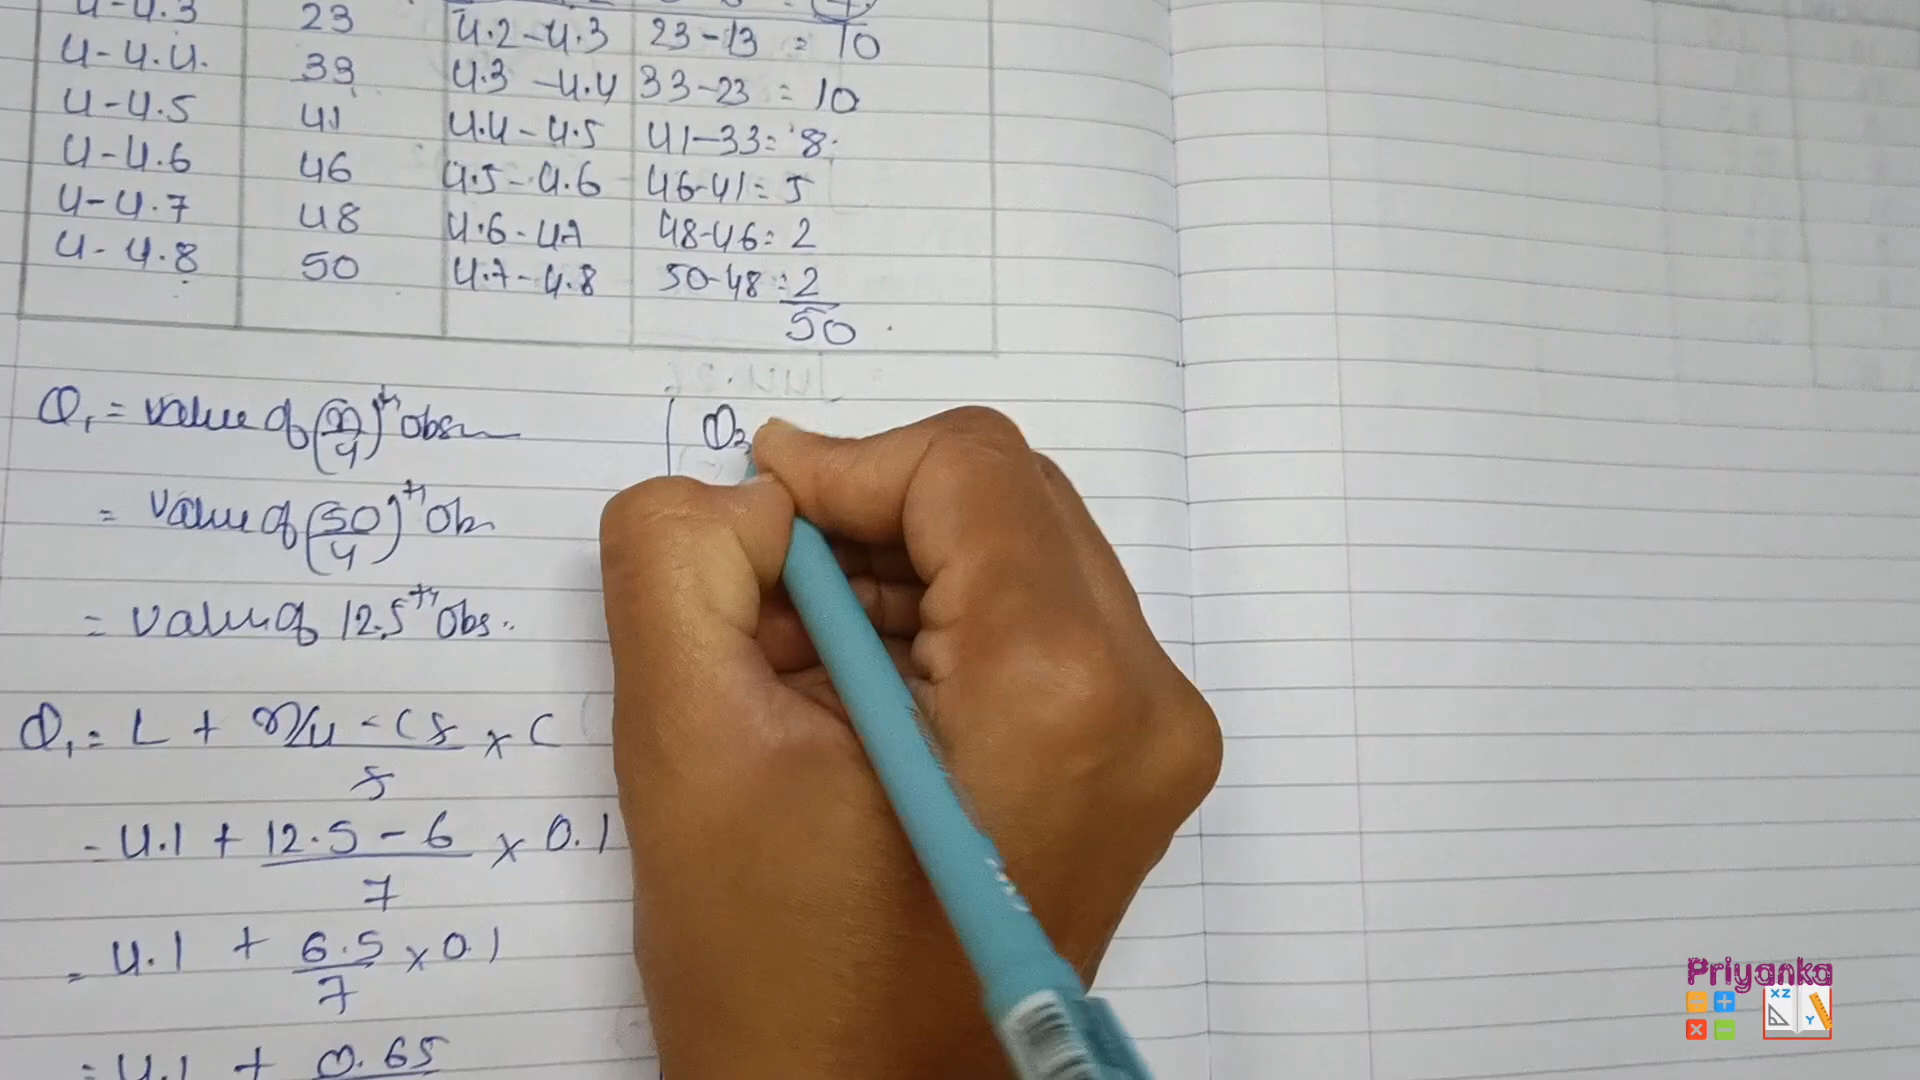 4-4.3 23 4.2-4.3 23-13 = 10
4-4.4. 33 4.3-4.4 33-23 = 10
4-4.5 41 4.4-4.5 41-33= 8
4-4.6 46 4.5-4.6 46-41= 5
4-4.7 48 4.6-4.7 48-46= 2
4-4.8 50 4.7-4.8 50-48= 2
50
Q1 = value of (n/4)th obsn
= value of (50/4)th Obn
= value of 12.5th Obs..
Q1 = L + n/4 - cf / f × C
= 4.1 + 12.5-6 / 7 × 0.1
= 4.1 + 6.5 / 7 × 0.1
= 4.1 + 0.65
Q3
Priyanka
XZ
Y